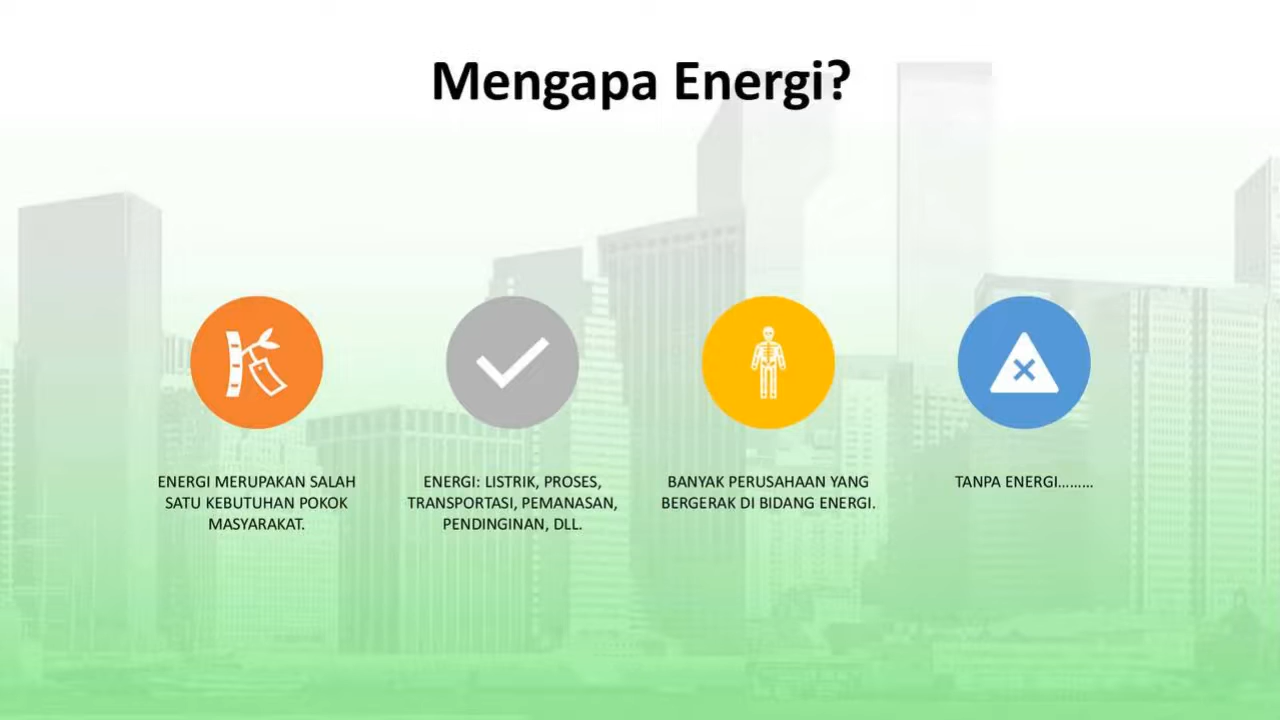 Mengapa Energi?
ENERGI MERUPAKAN SALAH
SATU KEBUTUHAN POKOK
MASYARAKAT.
ENERGI: LISTRIK, PROSES,
TRANSPORTASI, PEMANASAN,
PENDINGINAN, DLL.
BANYAK PERUSAHAAN YANG
BERGERAK DI BIDANG ENERGI.
TANPA ENERGI………